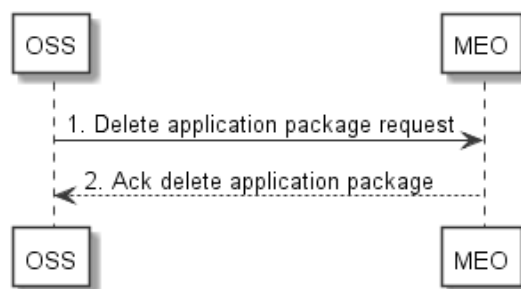 OSS
MEO
1. Delete application package request
2. Ack delete application package
OSS
MEO